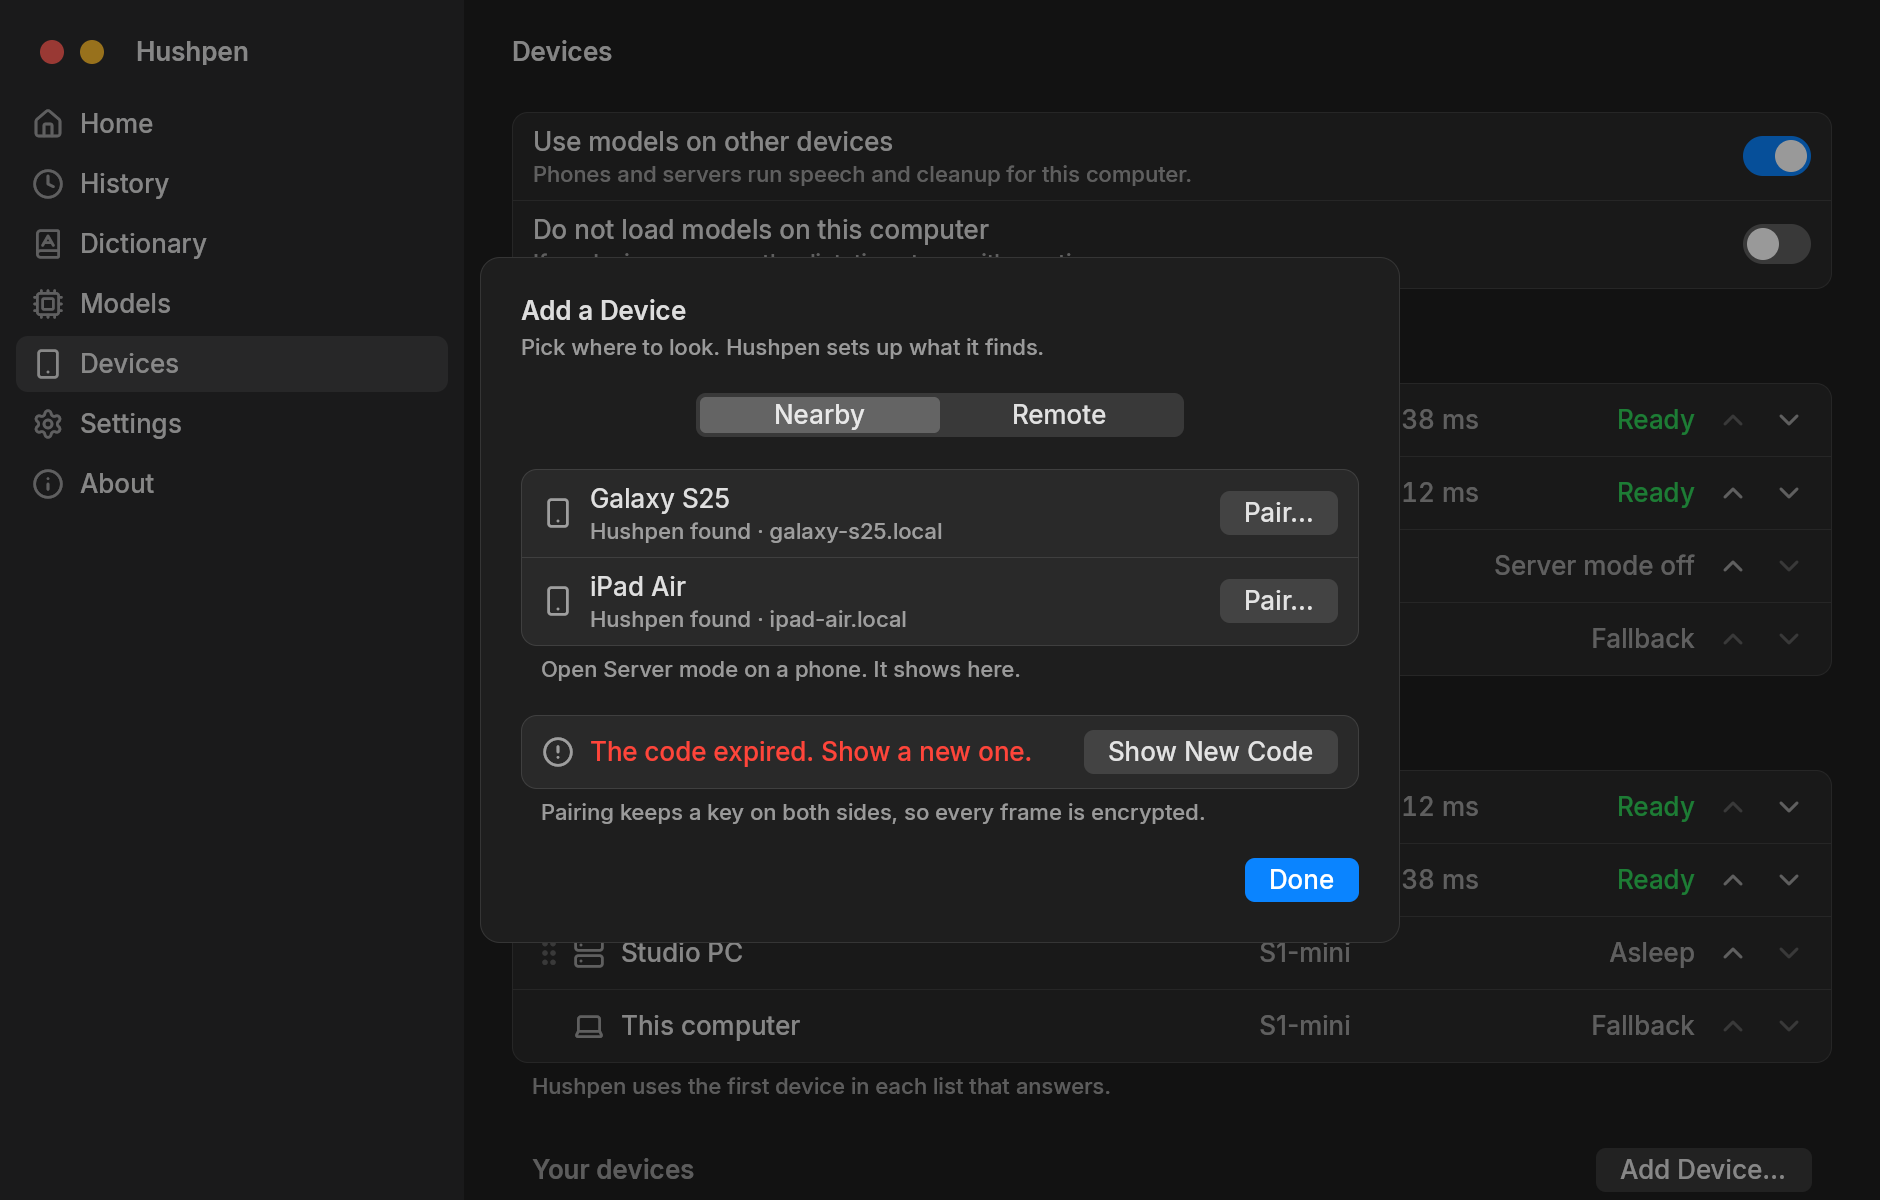 Hushpen
Home
History
Dictionary
Models
Devices
Settings
About
Devices
Use models on other devices
Phones and servers run speech and cleanup for this computer.
Do not load models on this computer
Add a Device
Pick where to look. Hushpen sets up what it finds.
Nearby Remote
Galaxy S25
Hushpen found · galaxy-s25.local
Pair...
iPad Air
Hushpen found · ipad-air.local
Pair...
Open Server mode on a phone. It shows here.
The code expired. Show a new one. Show New Code
Pairing keeps a key on both sides, so every frame is encrypted.
Done
38 ms Ready
12 ms Ready
Server mode off
Fallback
12 ms Ready
38 ms Ready
Studio PC S1-mini Asleep
This computer S1-mini Fallback
Hushpen uses the first device in each list that answers.
Your devices Add Device...